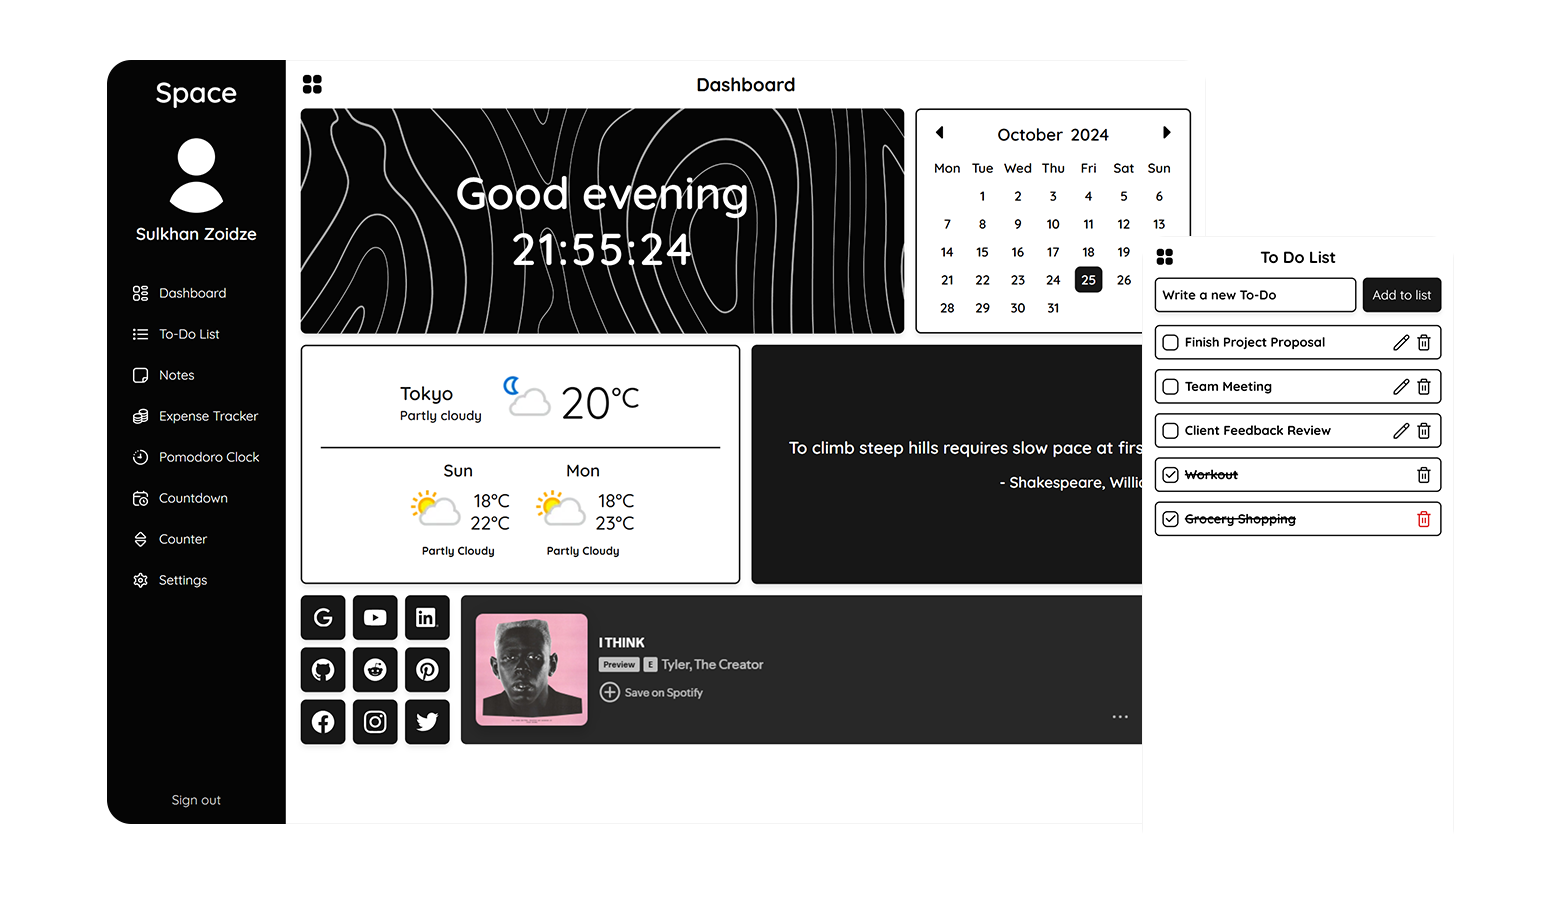 Space
Sulkhan Zoidze
Dashboard
To-Do List
Notes
Expense Tracker
Pomodoro Clock
Countdown
Counter
Settings
Sign out
Dashboard
Good evening
21:55:24
October 2024
Mon Tue Wed Thu Fri Sat Sun
1 2 3 4 5 6
7 8 9 10 11 12 13
14 15 16 17 18 19
21 22 23 24 25 26
28 29 30 31
Tokyo
Partly cloudy
20°C
Sun
18°C
22°C
Partly Cloudy
Mon
18°C
23°C
Partly Cloudy
To climb steep hills requires slow pace at firs
- Shakespeare, Willi
I THINK
Preview E Tyler, The Creator
Save on Spotify
To Do List
Write a new To-Do
Add to list
Finish Project Proposal
Team Meeting
Client Feedback Review
Workout
Grocery Shopping